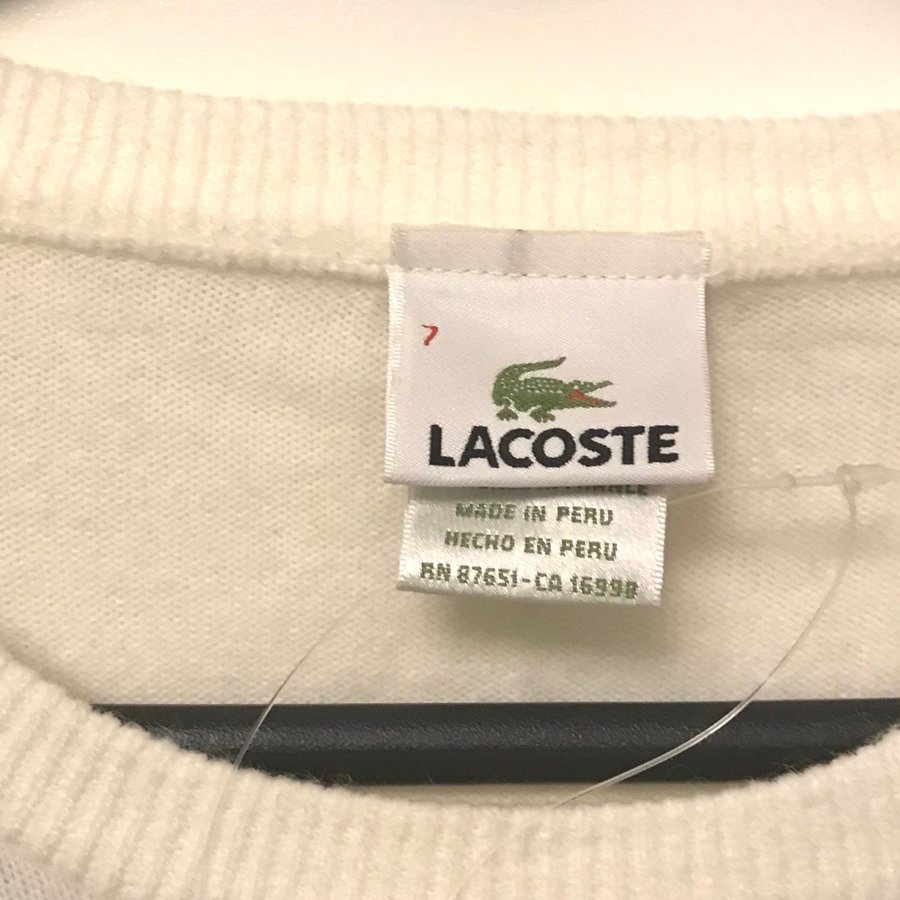 7
LACOSTE
MADE IN PERU
HECHO EN PERU
RN 87651-CA 16998